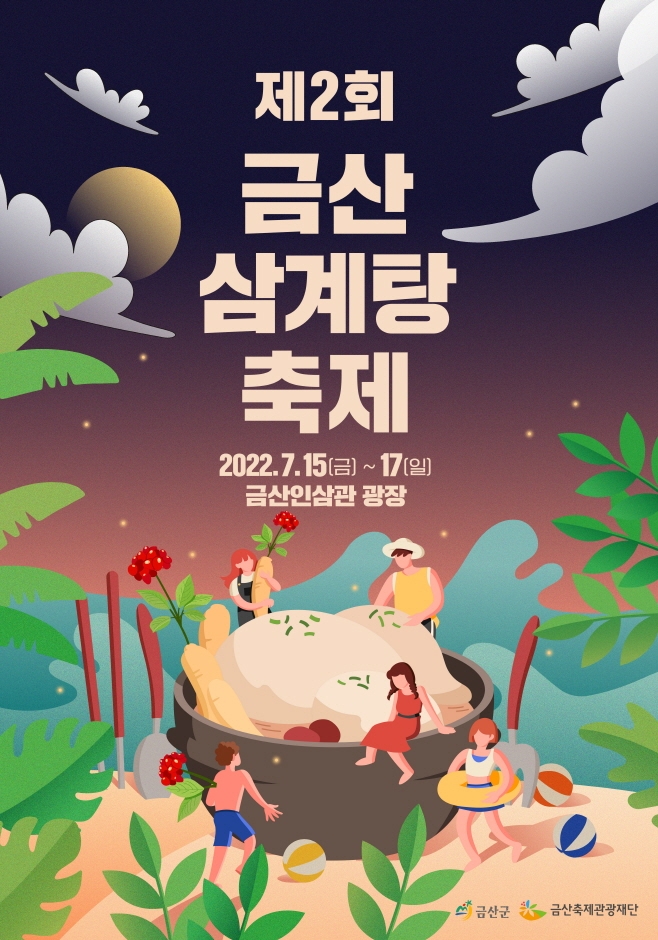 제2회
금산
삼계탕
축제
2022.7.15(금) ~ 17(일)
금산인삼관 광장
금산군 금산축제관광재단